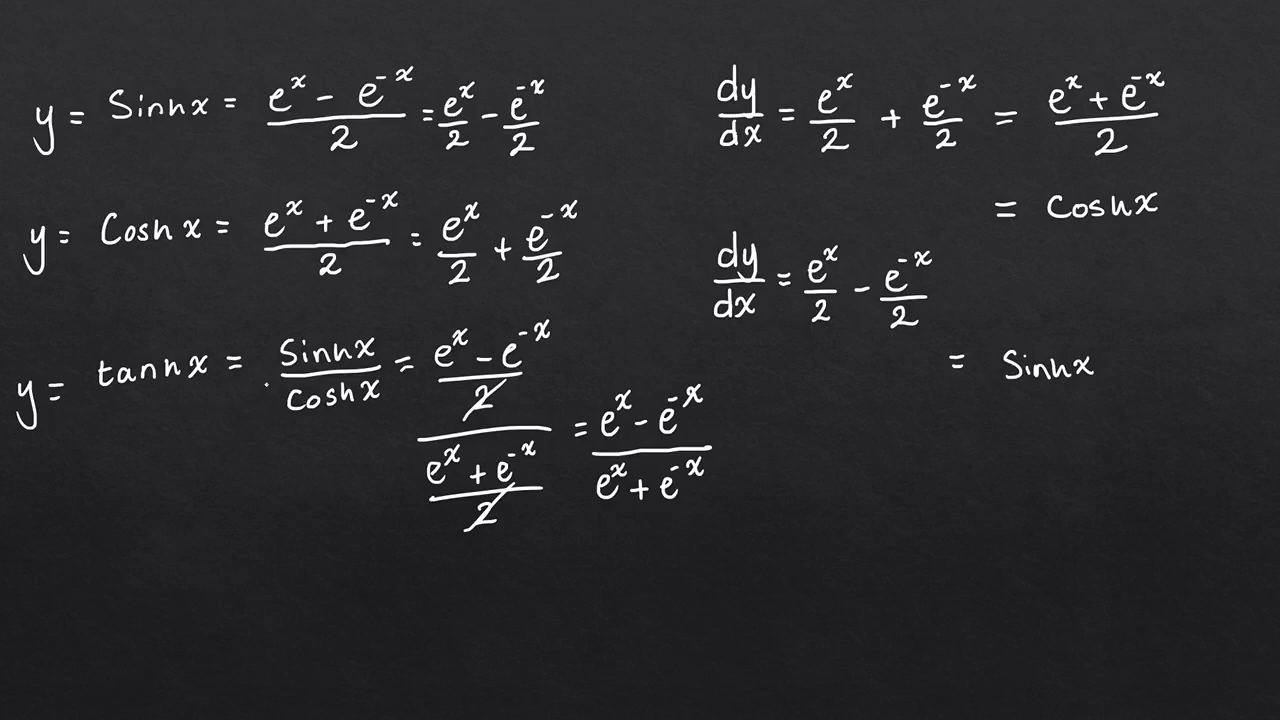 y = Sinhx = (e^x - e^-x)/2 = e^x/2 - e^-x/2
dy/dx = e^x/2 + e^-x/2 = (e^x + e^-x)/2
= coshx
y = Coshx = (e^x + e^-x)/2 = e^x/2 + e^-x/2
dy/dx = e^x/2 - e^-x/2
= Sinhx
y = tanhx = Sinhx/coshx = ((e^x - e^-x)/2)/((e^x + e^-x)/2) = (e^x - e^-x)/(e^x + e^-x)